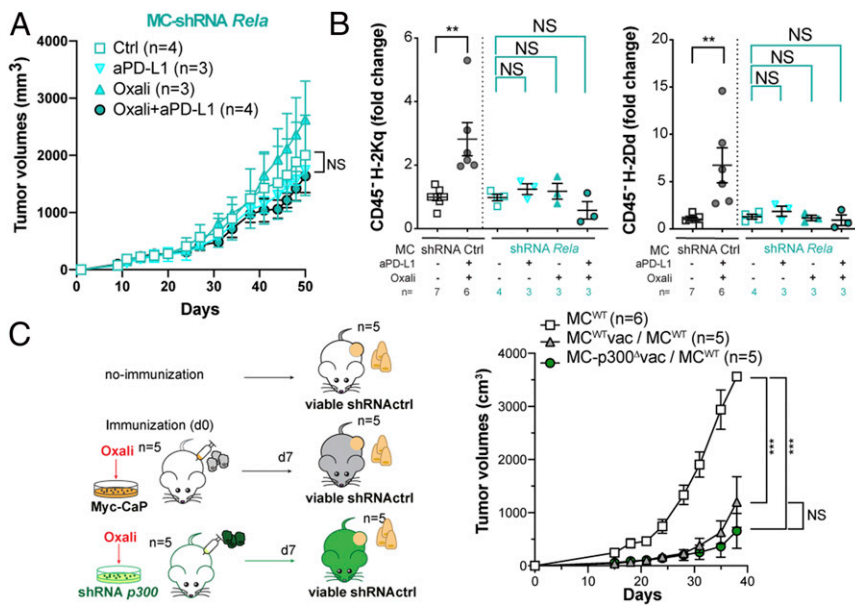 A
MC-shRNA Rela
Tumor volumes (mm³)
4000
3000
2000
1000
0
Ctrl (n=4)
aPD-L1 (n=3)
Oxali (n=3)
Oxali+aPD-L1 (n=4)
NS
0 10 20 30 40 50
Days
B
CD45⁻ H-2Kq (fold change)
6
4
2
0
**
NS
NS
NS
MC shRNA Ctrl shRNA Rela
aPD-L1 - + - + - +
Oxali - + - - + +
n= 7 6 4 3 3 3
CD45⁻ H-2Dd (fold change)
20
15
10
5
0
**
NS
NS
NS
MC shRNA Ctrl shRNA Rela
aPD-L1 - + - + - +
Oxali - + - - + +
n= 7 6 4 3 3 3
C
no-immunization
n=5
viable shRNActrl
Immunization (d0)
Oxali n=5
Myc-CaP
d7
n=5
viable shRNActrl
Oxali n=5
shRNA p300
d7
n=5
viable shRNActrl
MCᵂᵀ (n=6)
MCᵂᵀvac / MCᵂᵀ (n=5)
MC-p300ᐃvac / MCᵂᵀ (n=5)
Tumor volumes (cm³)
4000
3000
2000
1000
0
***
***
NS
0 10 20 30 40
Days